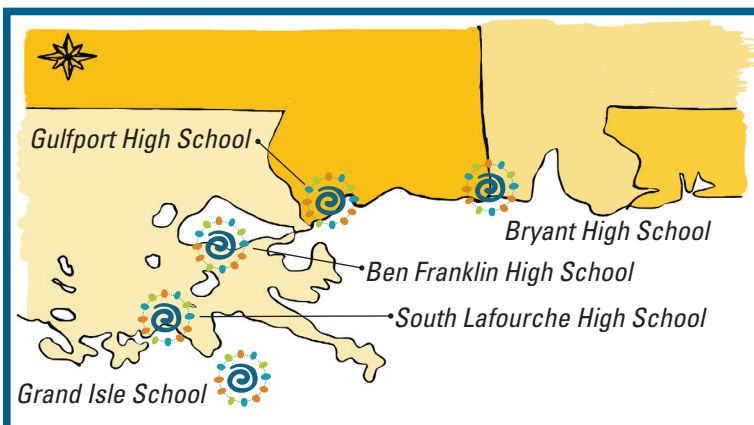 Gulfport High School
Bryant High School
Ben Franklin High School
South Lafourche High School
Grand Isle School